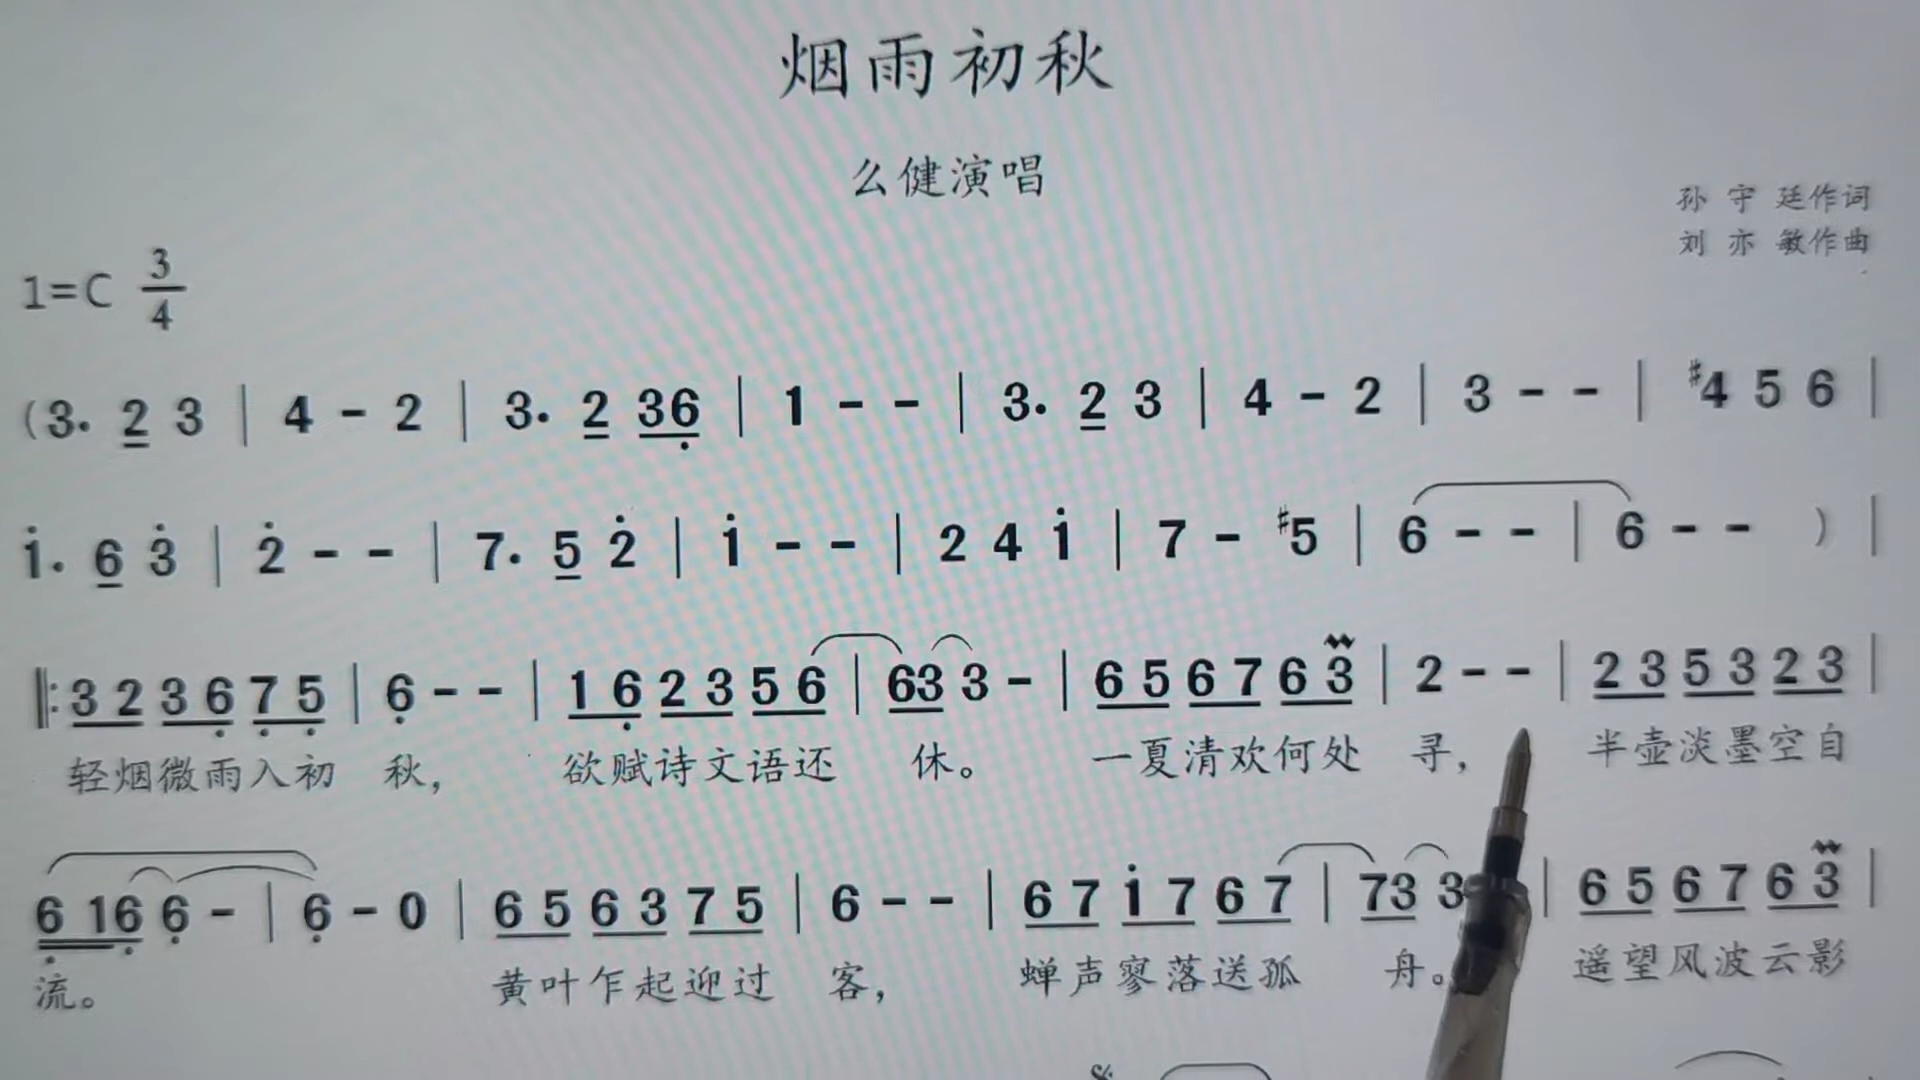 烟雨初秋
么健演唱
孙 守 廷作词
刘 亦 敏作曲
1=C 3/4
(3. 2 3 | 4 - 2 | 3. 2 36 | 1 - - | 3. 2 3 | 4 - 2 | 3 - - | #4 5 6 |
1. 6 3 | 2 - - | 7. 5 2 | 1 - - | 2 4 1 | 7 - #5 | 6 - - | 6 - - ) |
‖: 3 2 3 6 7 5 | 6 - - | 1 6 2 3 5 6 | 63 3 - | 6 5 6 7 6 3 | 2 - - | 2 3 5 3 2 3 |
轻烟微雨入初 秋, 欲赋诗文语还 休。 一夏清欢何处 寻, 半壶淡墨空自
6 16 6 - | 6 - 0 | 6 5 6 3 7 5 | 6 - - | 6 7 1 7 6 7 | 73 3 | 6 5 6 7 6 3 |
流。 黄叶乍起迎过 客, 蝉声寥落送孤 舟。 遥望风波云影